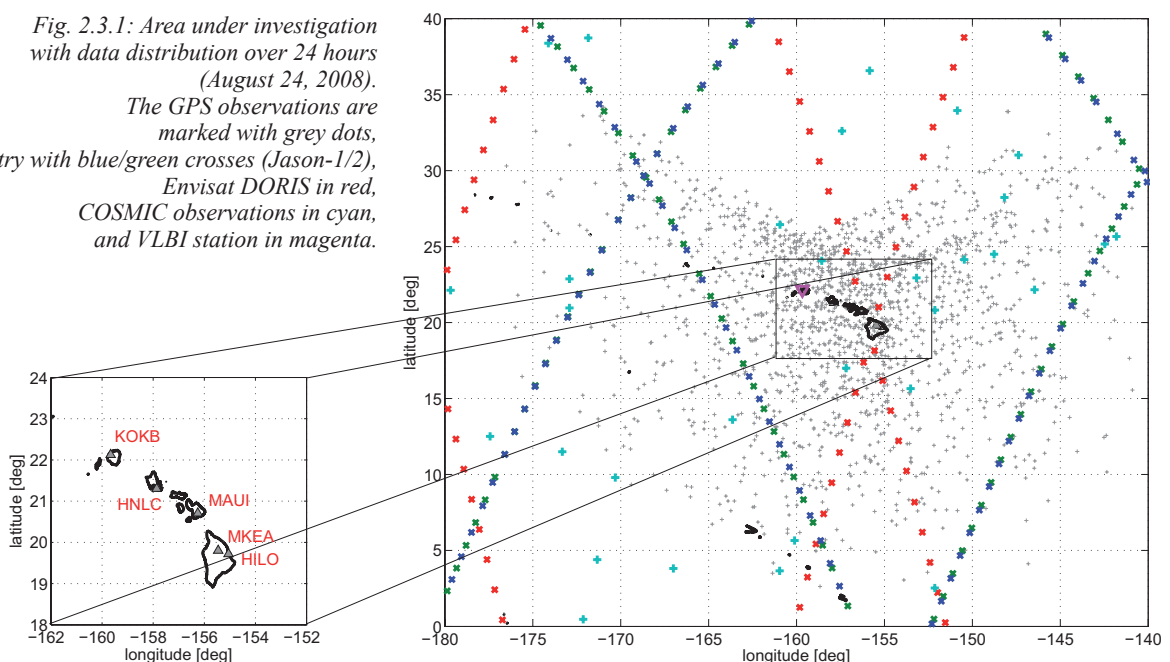 Fig. 2.3.1: Area under investigation
with data distribution over 24 hours
(August 24, 2008).
The GPS observations are
marked with grey dots,
try with blue/green crosses (Jason-1/2),
Envisat DORIS in red,
COSMIC observations in cyan,
and VLBI station in magenta.
40
35
30
25
20
15
10
5
0
latitude [deg]
−180
−175
−170
−165
−160
−155
−150
−145
−140
longitude [deg]
24
23
22
21
20
19
18
latitude [deg]
KOKB
HNLC
MAUI
MKEA
HILO
−162
−160
−158
−156
−154
−152
longitude [deg]